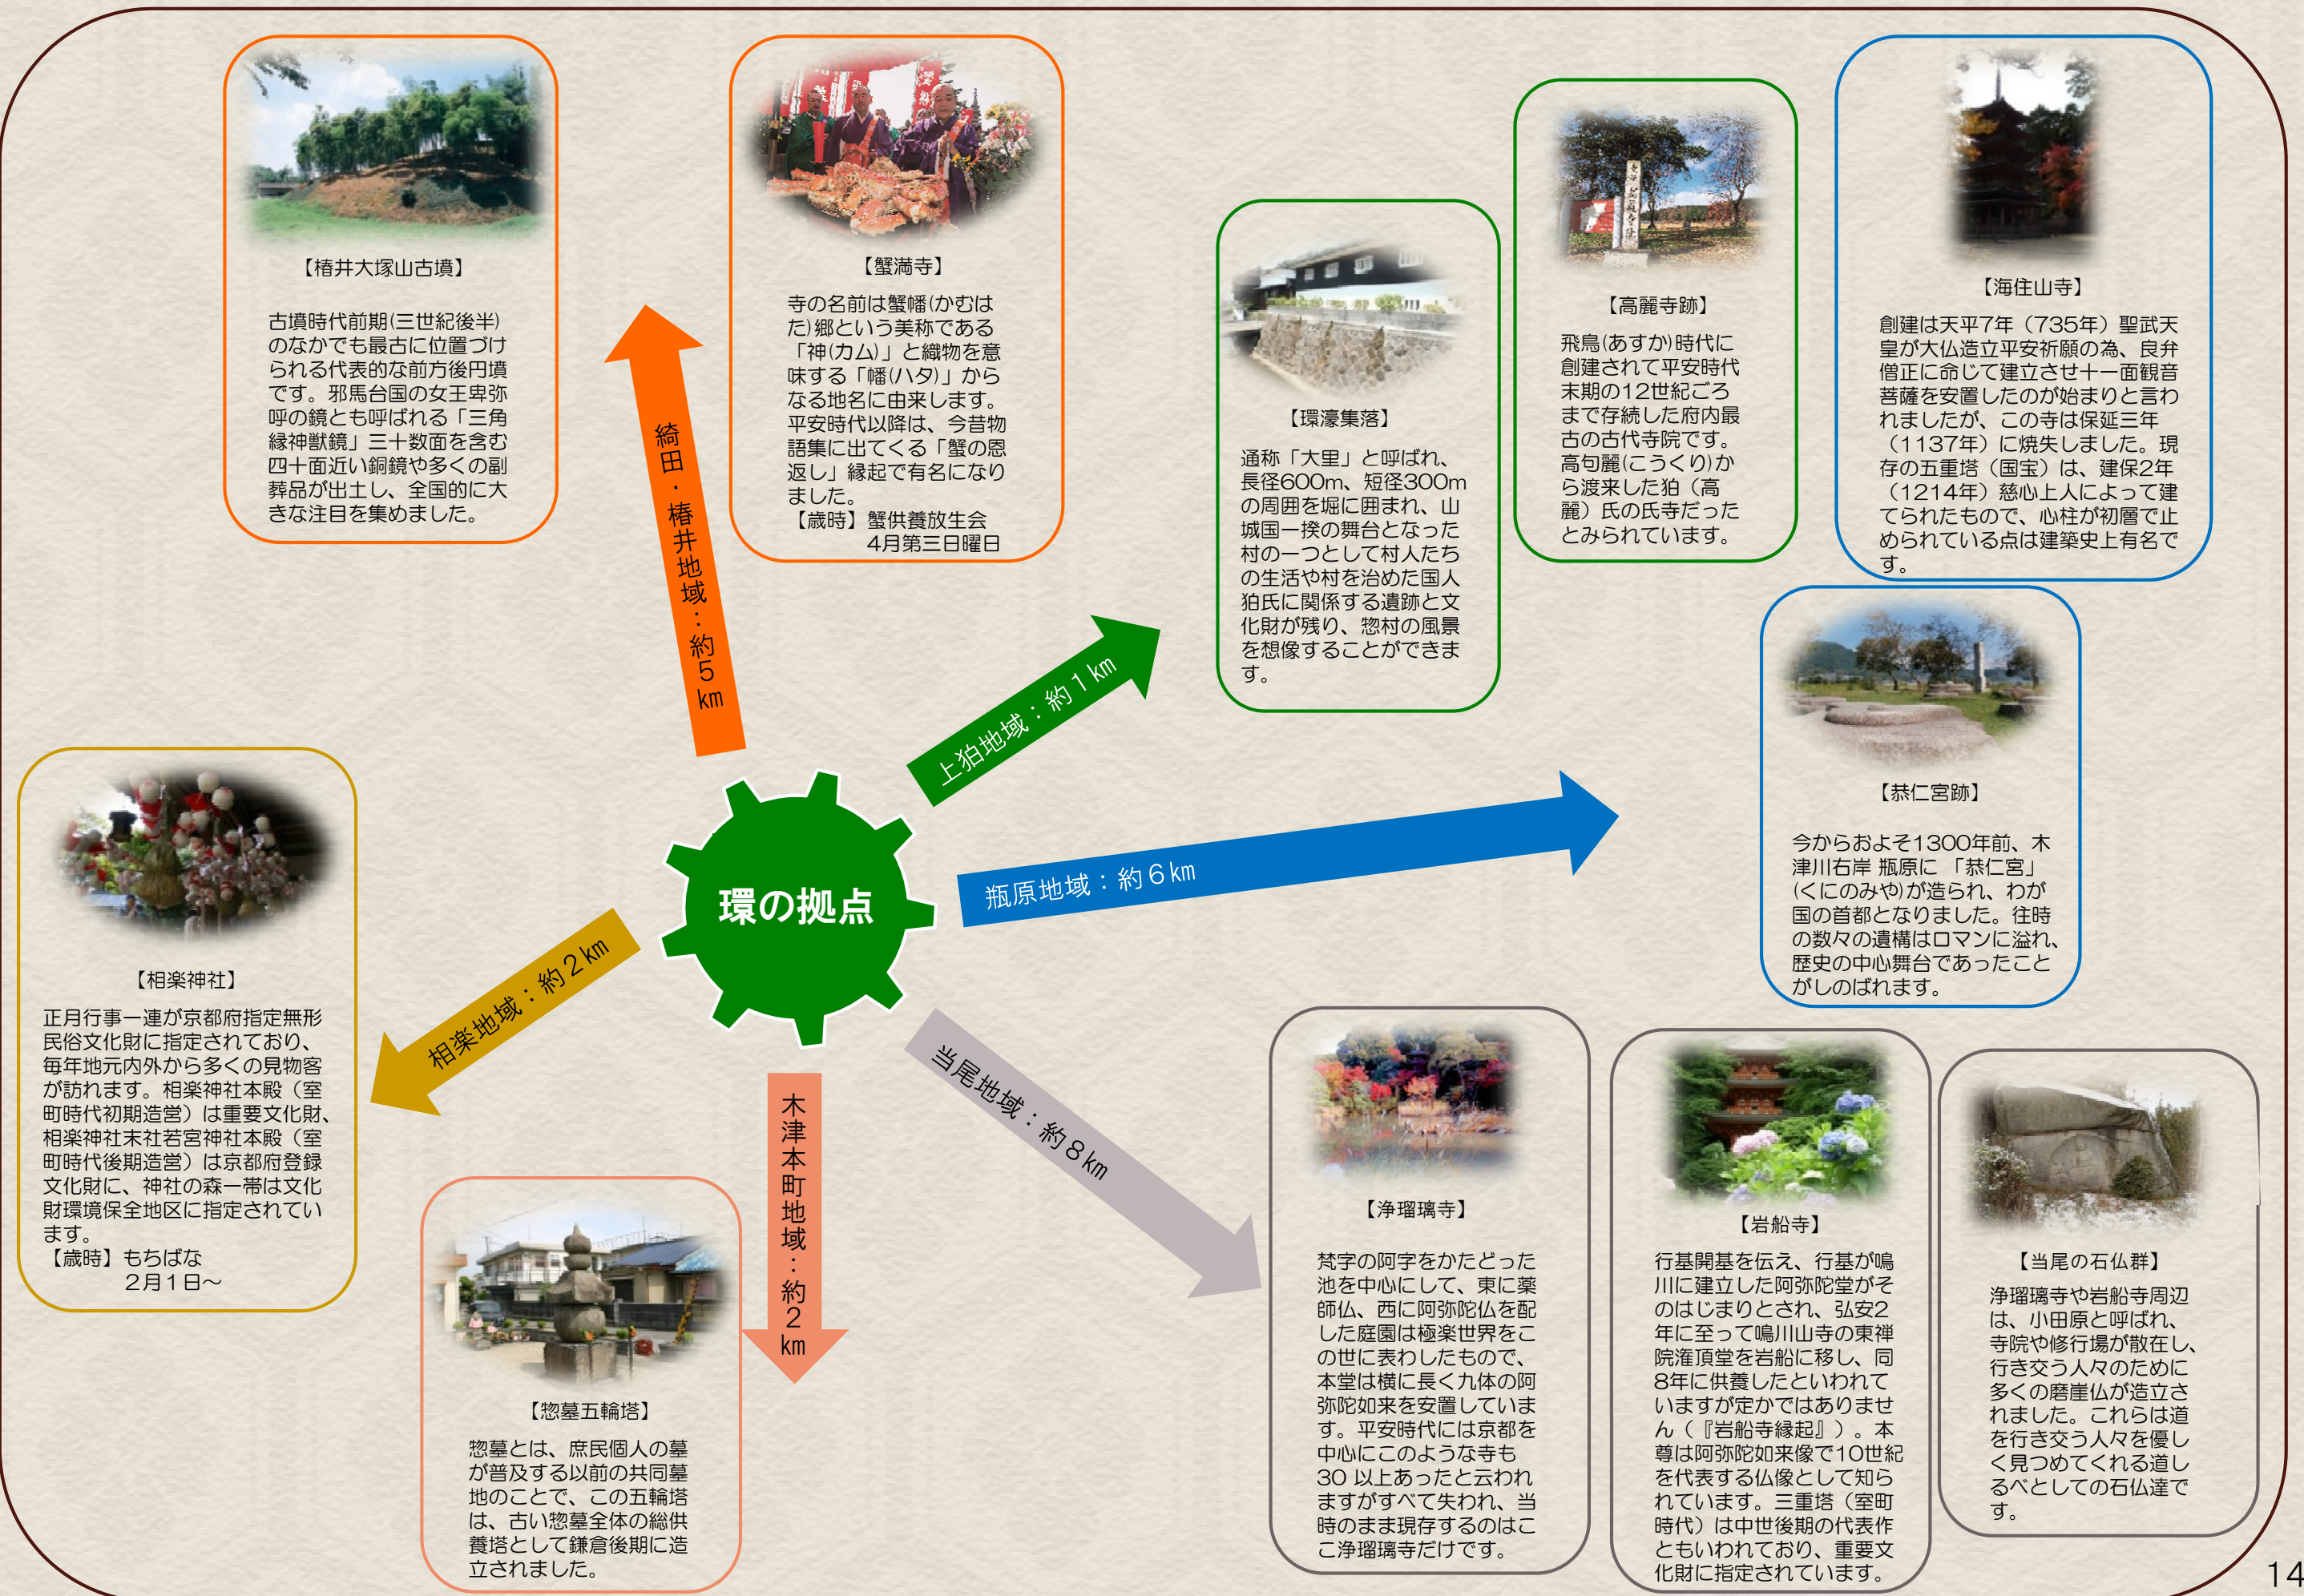 【椿井大塚山古墳】
古墳時代前期(三世紀後半)
のなかでも最古に位置づけ
られる代表的な前方後円墳
です。邪馬台国の女王卑弥
呼の鏡とも呼ばれる「三角
縁神獣鏡」三十数面を含む
四十面近い銅鏡や多くの副
葬品が出土し、全国的に大
きな注目を集めました。
【蟹満寺】
寺の名前は蟹幡(かむは
た)郷という美称である
「神(カム)」と織物を意
味する「幡(ハタ)」から
なる地名に由来します。
平安時代以降は、今昔物
語集に出てくる「蟹の恩
返し」縁起で有名になり
ました。
【歳時】蟹供養放生会
4月第三日曜日
【環濠集落】
通称「大里」と呼ばれ、
長径600m、短径300m
の周囲を堀に囲まれ、山
城国一揆の舞台となった
村の一つとして村人たち
の生活や村を治めた国人
狛氏に関係する遺跡と文
化財が残り、惣村の風景
を想像することができま
す。
【高麗寺跡】
飛鳥(あすか)時代に
創建されて平安時代
末期の12世紀ごろ
まで存続した府内最
古の古代寺院です。
高句麗(こうくり)か
ら渡来した狛（高
麗）氏の氏寺だった
とみられています。
【海住山寺】
創建は天平7年（735年）聖武天
皇が大仏造立平安祈願の為、良弁
僧正に命じて建立させ十一面観音
菩薩を安置したのが始まりと言わ
れましたが、この寺は保延三年
（1137年）に焼失しました。現
存の五重塔（国宝）は、建保2年
（1214年）慈心上人によって建
てられたもので、心柱が初層で止
められている点は建築史上有名で
す。
綺田・椿井地域：約5km
上狛地域：約1km
瓶原地域：約6km
環の拠点
相楽地域：約2km
木津本町地域：約2km
当尾地域：約8km
【恭仁宮跡】
今からおよそ1300年前、木
津川右岸 瓶原に 「恭仁宮」
(くにのみや)が造られ、わが
国の首都となりました。往時
の数々の遺構はロマンに溢れ、
歴史の中心舞台であったこと
がしのばれます。
【相楽神社】
正月行事一連が京都府指定無形
民俗文化財に指定されており、
毎年地元内外から多くの見物客
が訪れます。相楽神社本殿（室
町時代初期造営）は重要文化財、
相楽神社末社若宮神社本殿（室
町時代後期造営）は京都府登録
文化財に、神社の森一帯は文化
財環境保全地区に指定されてい
ます。
【歳時】もちばな
2月1日～
【惣墓五輪塔】
惣墓とは、庶民個人の墓
が普及する以前の共同墓
地のことで、この五輪塔
は、古い惣墓全体の総供
養塔として鎌倉後期に造
立されました。
【浄瑠璃寺】
梵字の阿字をかたどった
池を中心にして、東に薬
師仏、西に阿弥陀仏を配
した庭園は極楽世界をこ
の世に表わしたもので、
本堂は横に長く九体の阿
弥陀如来を安置していま
す。平安時代には京都を
中心にこのような寺も
30 以上あったと云われ
ますがすべて失われ、当
時のまま現存するのはこ
こ浄瑠璃寺だけです。
【岩船寺】
行基開基を伝え、行基が鳴
川に建立した阿弥陀堂がそ
のはじまりとされ、弘安2
年に至って鳴川山寺の東禅
院潅頂堂を岩船に移し、同
8年に供養したといわれて
いますが定かではありませ
ん（『岩船寺縁起』）。本
尊は阿弥陀如来像で10世紀
を代表する仏像として知ら
れています。三重塔（室町
時代）は中世後期の代表作
ともいわれており、重要文
化財に指定されています。
【当尾の石仏群】
浄瑠璃寺や岩船寺周辺
は、小田原と呼ばれ、
寺院や修行場が散在し、
行き交う人々のために
多くの磨崖仏が造立さ
れました。これらは道
を行き交う人々を優し
く見つめてくれる道し
るべとしての石仏達で
す。
14